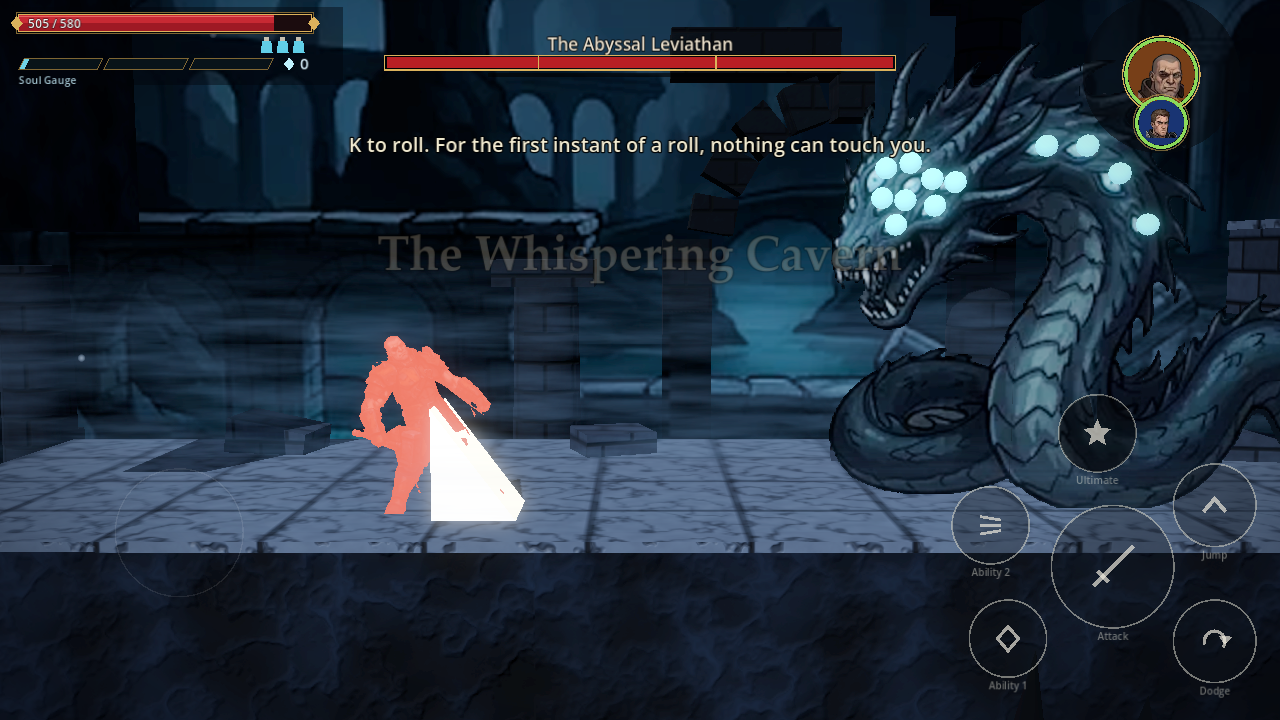 505 / 580
The Abyssal Leviathan
0
Soul Gauge
K to roll. For the first instant of a roll, nothing can touch you.
The Whispering Cavern
Ultimate
Jump
Ability 2
Attack
Ability 1
Dodge